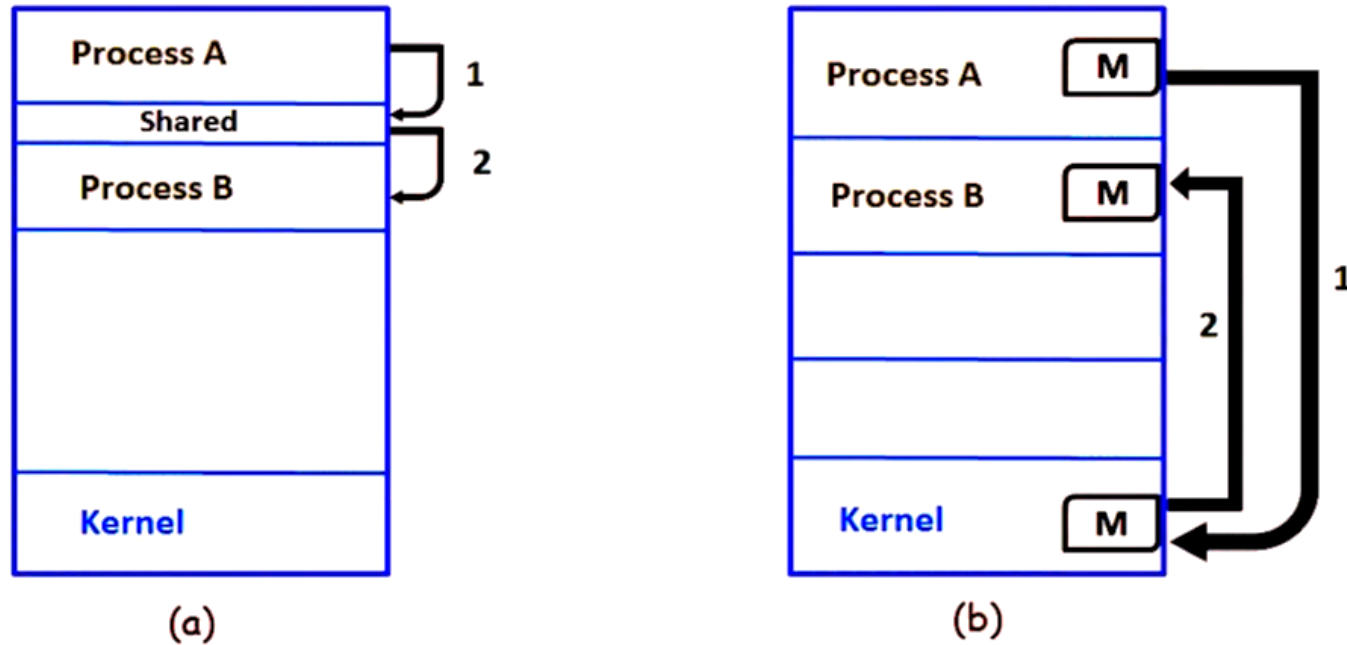 Process A
1
Shared
2
Process B
Kernel
(a)
Process A
M
Process B
M
1
2
Kernel
M
(b)